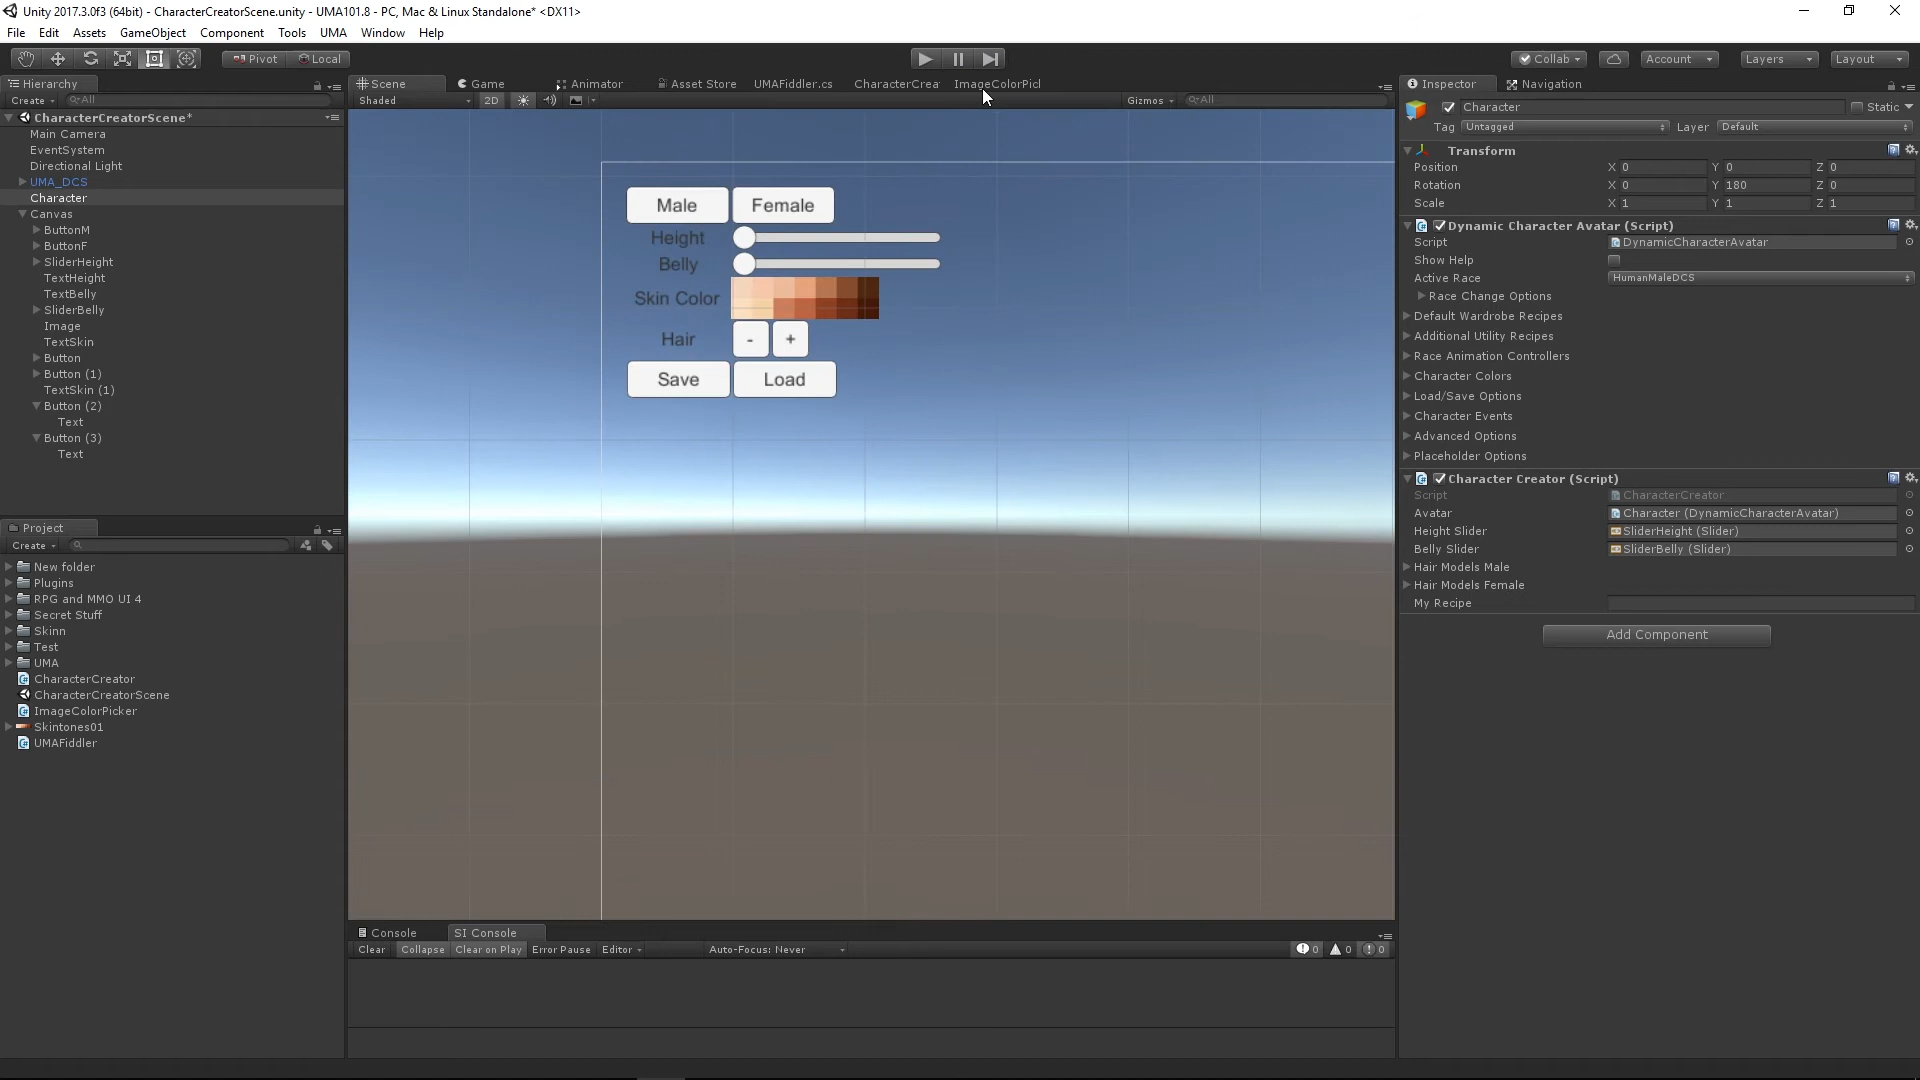 Unity 2017.3.0f3 (64bit) - CharacterCreatorScene.unity - UMA101.8 - PC, Mac & Linux Standalone* <DX11>
File Edit Assets GameObject Component Tools UMA Window Help
Pivot Local Collab Account Layers Layout
Hierarchy
Create All
CharacterCreatorScene*
Main Camera
EventSystem
Directional Light
UMA_DCS
Character
Canvas
ButtonM
ButtonF
SliderHeight
TextHeight
TextBelly
SliderBelly
Image
TextSkin
Button
Button (1)
TextSkin (1)
Button (2)
Text
Button (3)
Text
Project
Create
New folder
Plugins
RPG and MMO UI 4
Secret Stuff
Skinn
Test
UMA
CharacterCreator
CharacterCreatorScene
ImageColorPicker
Skintones01
UMAFiddler
Scene Game Animator Asset Store UMAFiddler.cs CharacterCrea ImageColorPicl
Shaded 2D Gizmos All
Male Female
Height
Belly
Skin Color
Hair - +
Save Load
Console SI Console
Clear Collapse Clear on Play Error Pause Editor Auto-Focus: Never 0 0 0
Inspector Navigation
Character Static
Tag Untagged Layer Default
Transform
Position X 0 Y 0 Z 0
Rotation X 0 Y 180 Z 0
Scale X 1 Y 1 Z 1
Dynamic Character Avatar (Script)
Script DynamicCharacterAvatar
Show Help
Active Race HumanMaleDCS
Race Change Options
Default Wardrobe Recipes
Additional Utility Recipes
Race Animation Controllers
Character Colors
Load/Save Options
Character Events
Advanced Options
Placeholder Options
Character Creator (Script)
Script CharacterCreator
Avatar Character (DynamicCharacterAvatar)
Height Slider SliderHeight (Slider)
Belly Slider SliderBelly (Slider)
Hair Models Male
Hair Models Female
My Recipe
Add Component